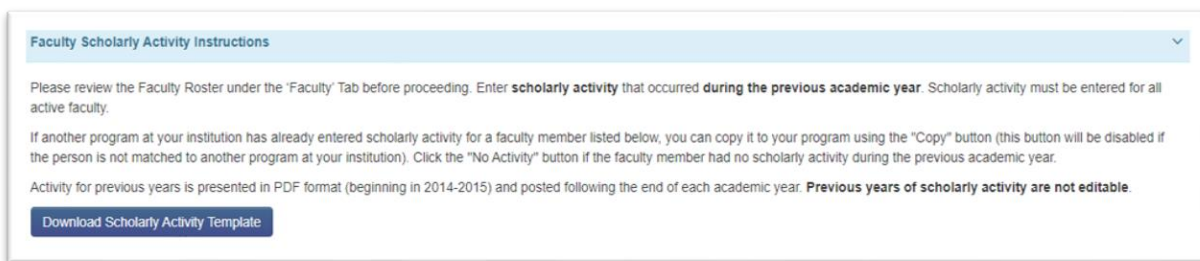 Faculty Scholarly Activity Instructions
Please review the Faculty Roster under the 'Faculty' Tab before proceeding. Enter scholarly activity that occurred during the previous academic year. Scholarly activity must be entered for all
active faculty.
If another program at your institution has already entered scholarly activity for a faculty member listed below, you can copy it to your program using the "Copy" button (this button will be disabled if
the person is not matched to another program at your institution). Click the "No Activity" button if the faculty member had no scholarly activity during the previous academic year.
Activity for previous years is presented in PDF format (beginning in 2014-2015) and posted following the end of each academic year. Previous years of scholarly activity are not editable.
Download Scholarly Activity Template